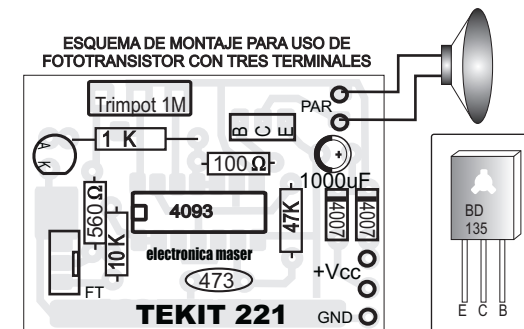 ESQUEMA DE MONTAJE PARA USO DE
FOTOTRANSISTOR CON TRES TERMINALES
Trimpot 1M
PAR
A
K
1 K
B C E
100 Ω
1000uF
560 Ω
10 K
4093
47K
4007
4007
BD
135
electronica maser
+Vcc
473
FT
TEKIT 221
GND
E C B